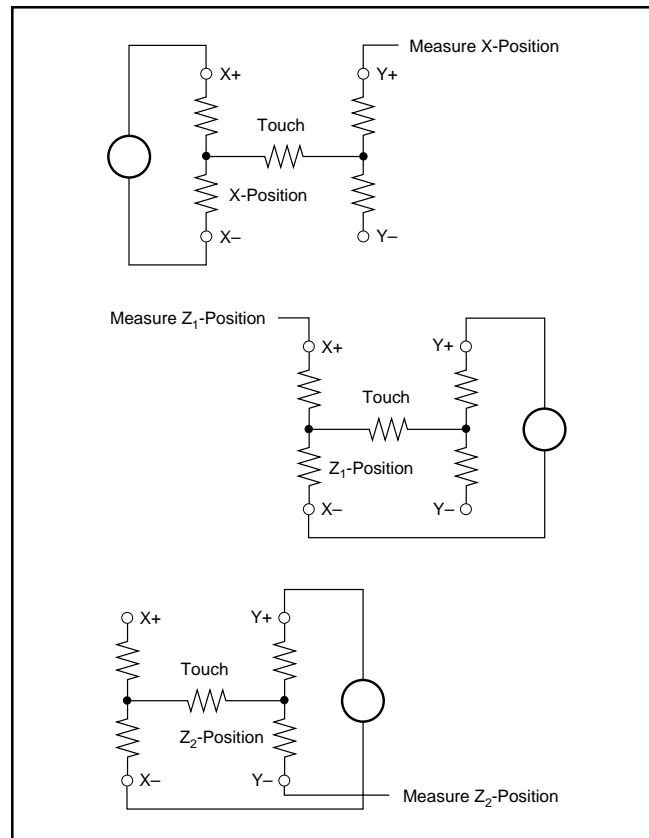 Measure X-Position
X+ Y+
Touch
X-Position
X– Y–
Measure Z₁-Position
X+ Y+
Touch
Z₁-Position
X– Y–
X+ Y+
Touch
Z₂-Position
X– Y–
Measure Z₂-Position